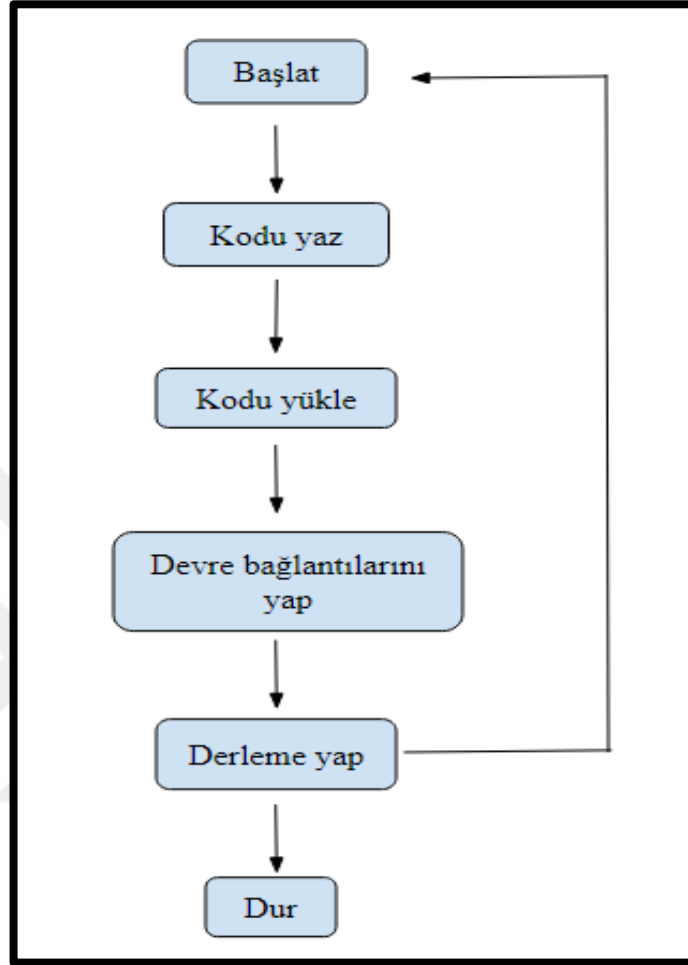 Başlat
Kodu yaz
Kodu yükle
Devre bağlantılarını
yap
Derleme yap
Dur